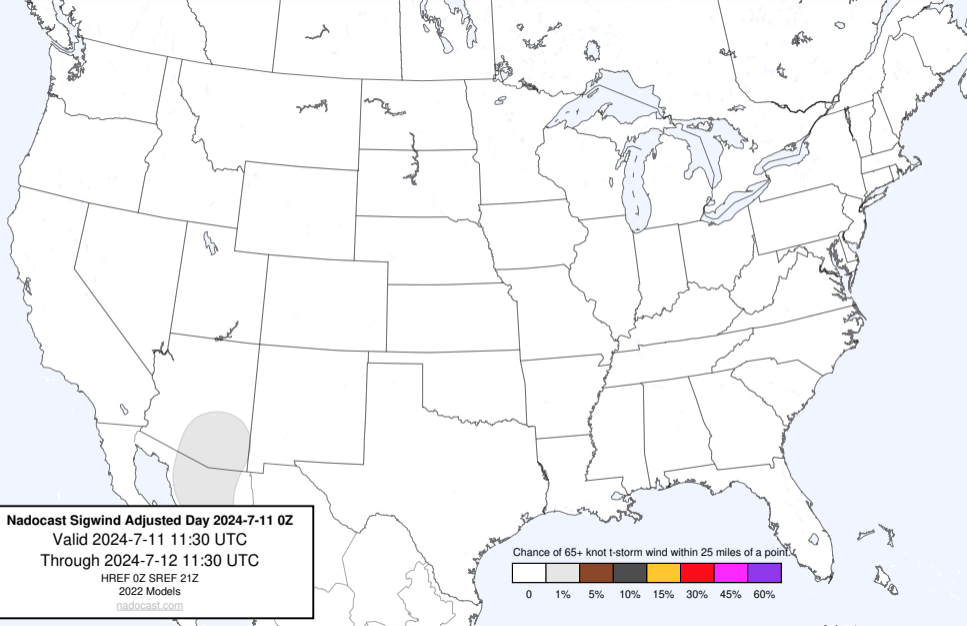 Nadocast Sigwind Adjusted Day 2024-7-11 0Z
Valid 2024-7-11 11:30 UTC
Through 2024-7-12 11:30 UTC
HREF 0Z SREF 21Z
2022 Models
nadocast.com
Chance of 65+ knot t-storm wind within 25 miles of a point.
0 1% 5% 10% 15% 30% 45% 60%